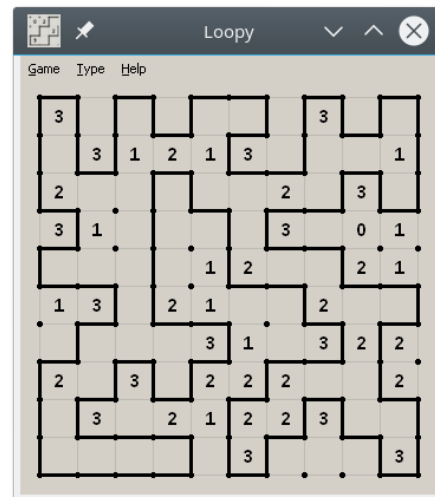 Loopy
Game Type Help
3 3
3 1 2 1 3 1
2 2 3
3 1 3 0 1
1 2 2 1
1 3 2 1 2
3 1 3 2 2
2 3 2 2 2 2
3 2 1 2 2 3
3 3